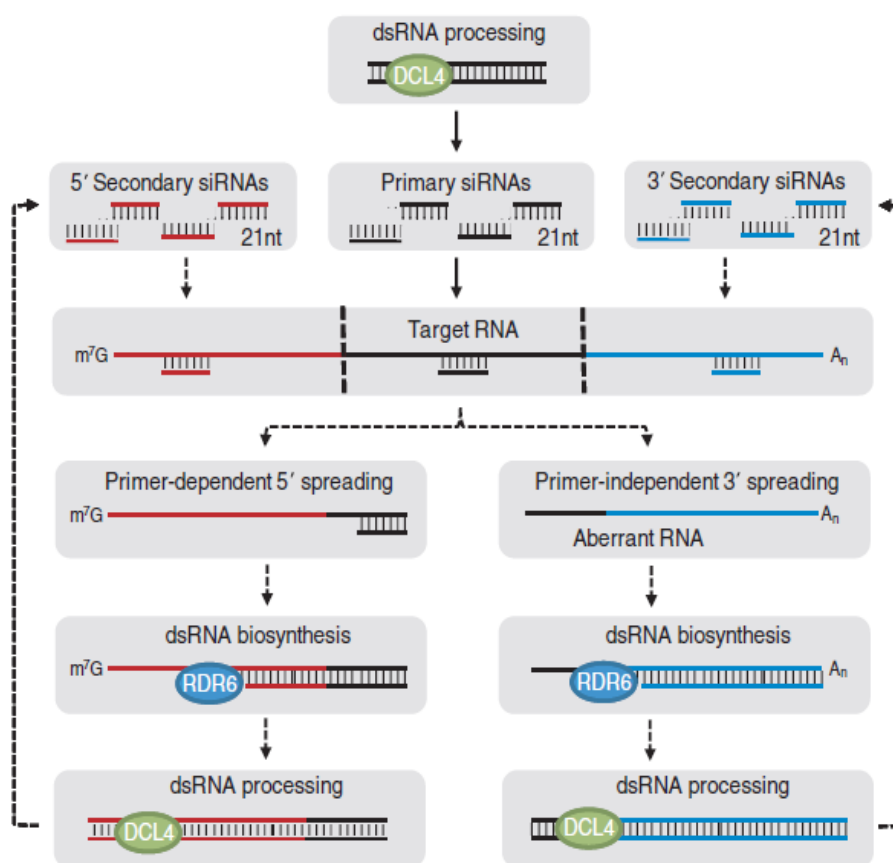 dsRNA processing
DCL4
5′ Secondary siRNAs
21nt
Primary siRNAs
21nt
3′ Secondary siRNAs
21nt
Target RNA
m⁷G
Aₙ
Primer-dependent 5′ spreading
m⁷G
Primer-independent 3′ spreading
Aₙ
Aberrant RNA
dsRNA biosynthesis
m⁷G
RDR6
dsRNA biosynthesis
Aₙ
RDR6
dsRNA processing
DCL4
dsRNA processing
DCL4